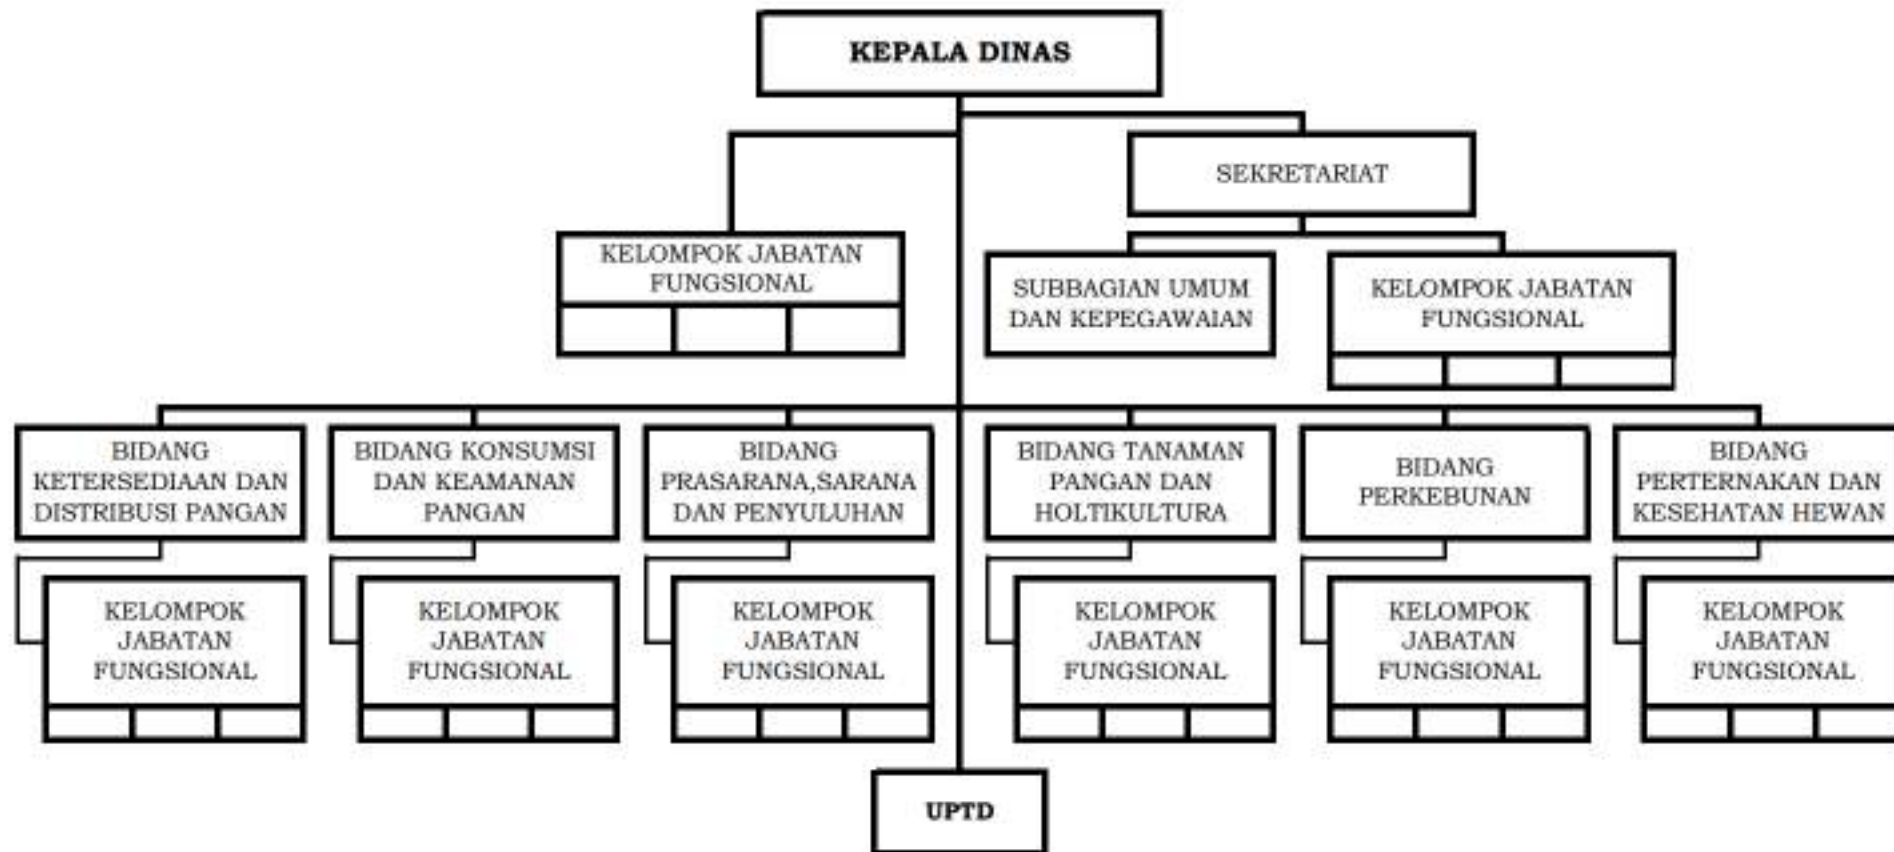 KEPALA DINAS
SEKRETARIAT
KELOMPOK JABATAN
FUNGSIONAL
SUBBAGIAN UMUM
DAN KEPEGAWAIAN
KELOMPOK JABATAN
FUNGSIONAL
BIDANG
KETERSEDIAAN DAN
DISTRIBUSI PANGAN
BIDANG KONSUMSI
DAN KEAMANAN
PANGAN
BIDANG
PRASARANA,SARANA
DAN PENYULUHAN
BIDANG TANAMAN
PANGAN DAN
HOLTIKULTURA
BIDANG
PERKEBUNAN
BIDANG
PERTERNAKAN DAN
KESEHATAN HEWAN
KELOMPOK
JABATAN
FUNGSIONAL
KELOMPOK
JABATAN
FUNGSIONAL
KELOMPOK
JABATAN
FUNGSIONAL
KELOMPOK
JABATAN
FUNGSIONAL
KELOMPOK
JABATAN
FUNGSIONAL
KELOMPOK
JABATAN
FUNGSIONAL
UPTD